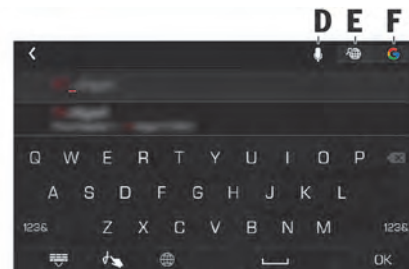 D E F
Q W E R T Y U I O P
A S D F G H J K L
123& Z X C V B N M 123&
OK